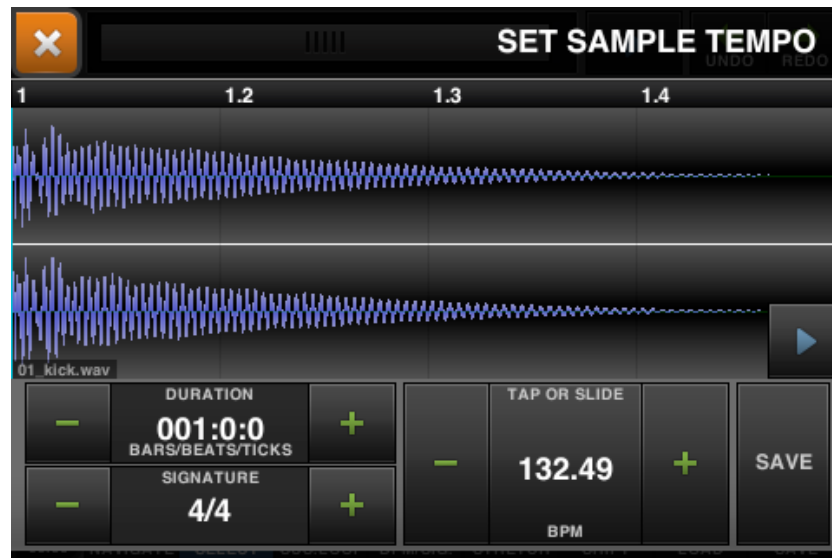 SET SAMPLE TEMPO
UNDO REDO
1 1.2 1.3 1.4
01_kick.wav
DURATION
001:0:0
BARS/BEATS/TICKS
SIGNATURE
4/4
TAP OR SLIDE
132.49
BPM
SAVE